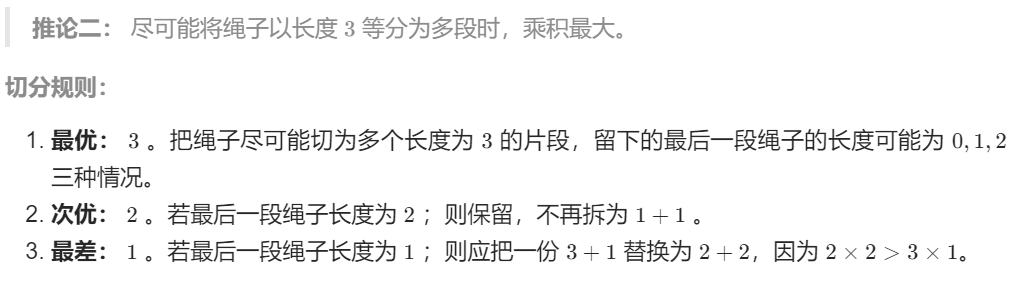 推论二： 尽可能将绳子以长度 3 等分为多段时，乘积最大。
切分规则：
1. 最优： 3 。把绳子尽可能切为多个长度为 3 的片段，留下的最后一段绳子的长度可能为 0,1,2
三种情况。
2. 次优： 2 。若最后一段绳子长度为 2 ；则保留，不再拆为 1+1 。
3. 最差： 1 。若最后一段绳子长度为 1 ；则应把一份 3+1 替换为 2+2，因为 2×2>3×1。